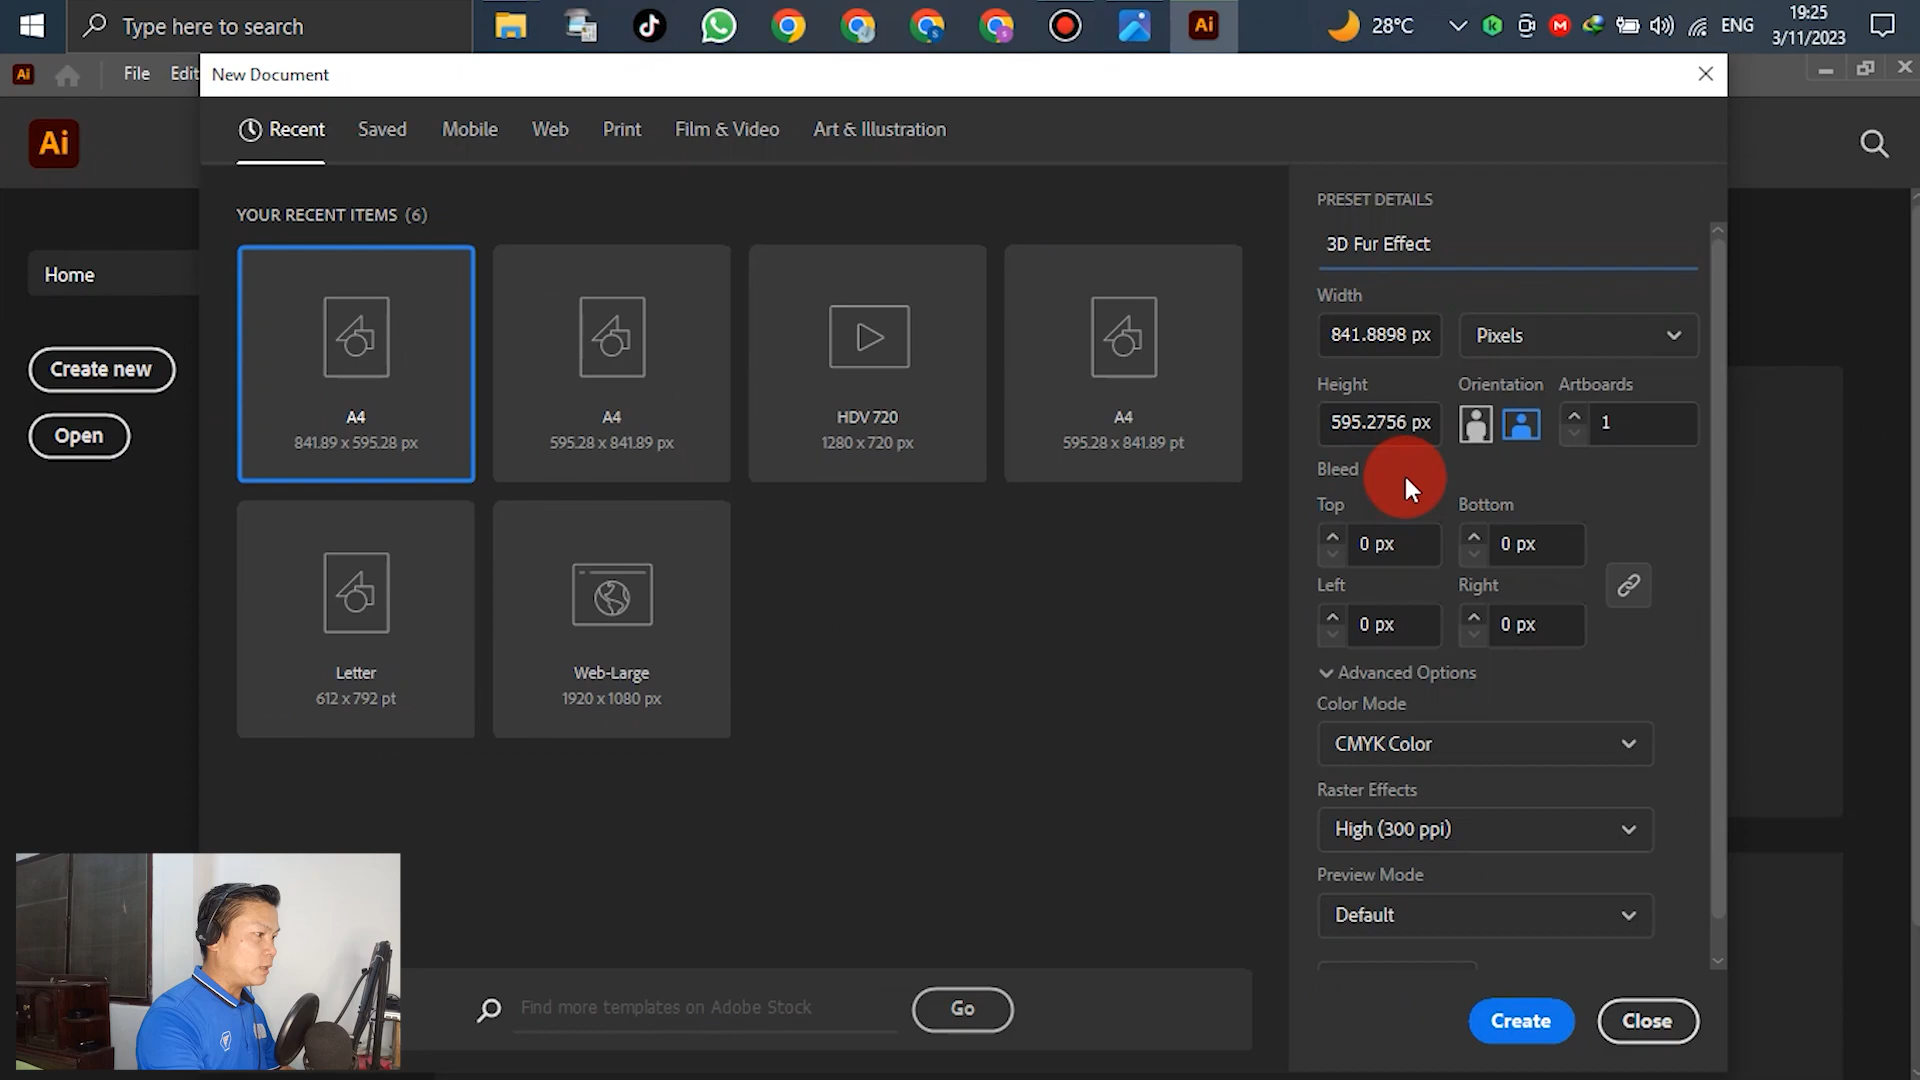 Type here to search
28°C
ENG
19:25
3/11/2023
Ai
File
Edit
New Document
Ai
Recent
Saved
Mobile
Web
Print
Film & Video
Art & Illustration
Ai
YOUR RECENT ITEMS (6)
PRESET DETAILS
3D Fur Effect
Home
Width
841.8898 px
Pixels
Create new
Height
Orientation
Artboards
595.2756 px
1
Open
A4
841.89 x 595.28 px
A4
595.28 x 841.89 px
HDV 720
1280 x 720 px
A4
595.28 x 841.89 pt
Bleed
Top
Bottom
0 px
0 px
Left
Right
0 px
0 px
Letter
612 x 792 pt
Web-Large
1920 x 1080 px
Advanced Options
Color Mode
CMYK Color
Raster Effects
High (300 ppi)
Preview Mode
Default
Find more templates on Adobe Stock
Go
Create
Close